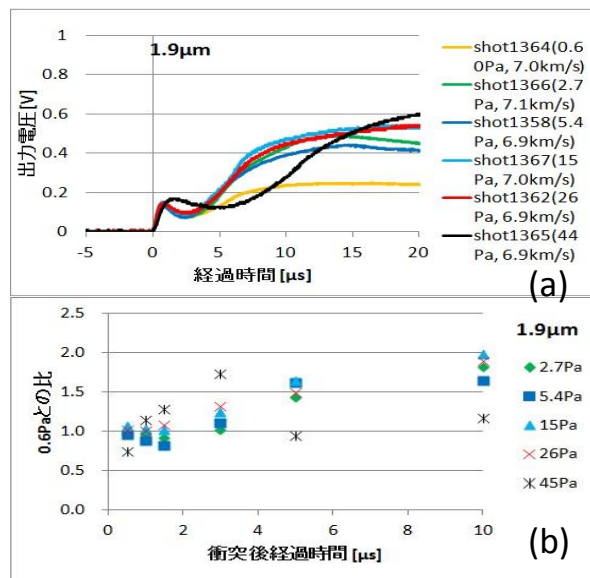 1.9μm
1
0.8
0.6
0.4
0.2
0
出力電圧[V]
-5
0
5
10
15
20
経過時間 [μs]
shot1364(0.6
0Pa, 7.0km/s)
shot1366(2.7
Pa, 7.1km/s)
shot1358(5.4
Pa, 6.9km/s)
shot1367(15
Pa, 7.0km/s)
shot1362(26
Pa, 6.9km/s)
shot1365(44
Pa, 6.9km/s)
(a)
2.5
2.0
1.5
1.0
0.5
0.0
0.6Paとの比
0
2
4
6
8
10
衝突後経過時間 [μs]
1.9μm
2.7Pa
5.4Pa
15Pa
26Pa
45Pa
(b)